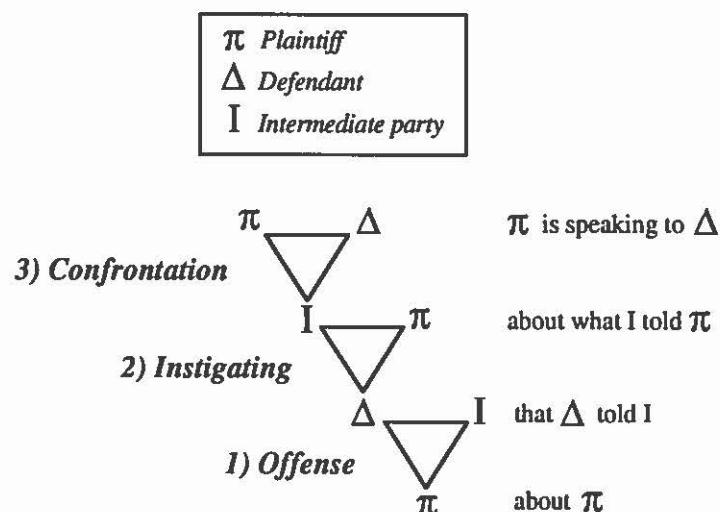 π Plaintiff
Δ Defendant
I Intermediate party
π Δ π is speaking to Δ
3) Confrontation
I π about what I told π
2) Instigating
Δ I that Δ told I
1) Offense
π about π